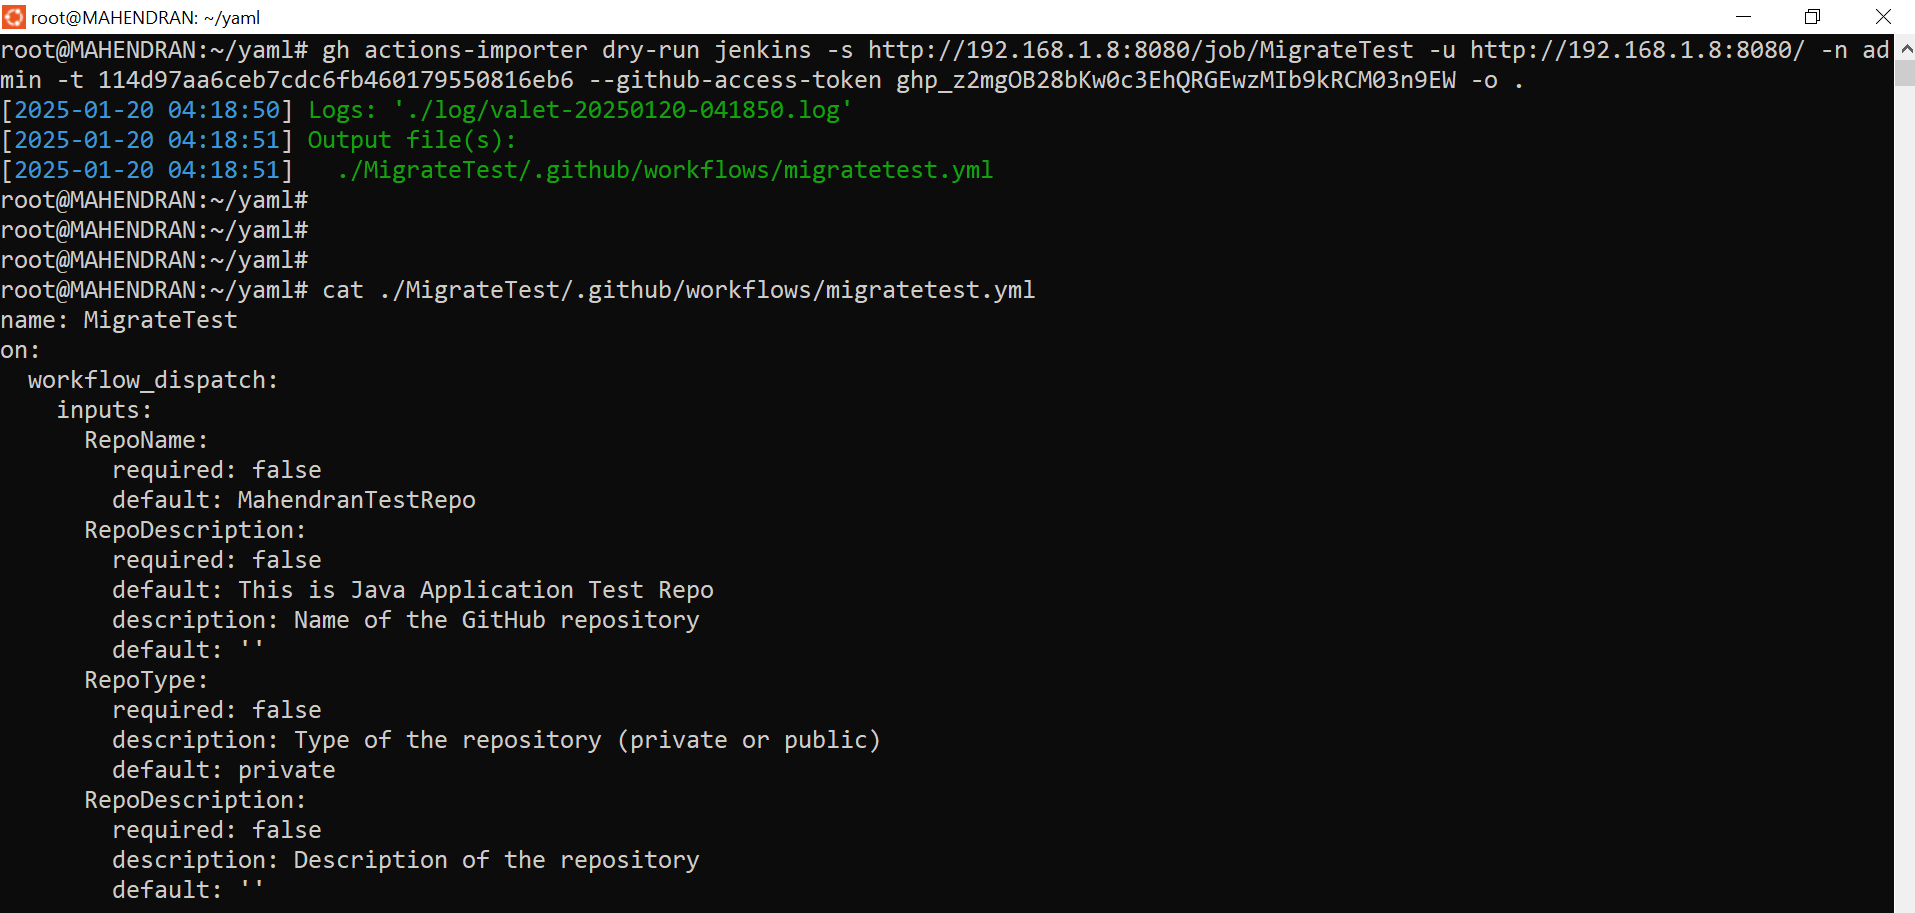 root@MAHENDRAN: ~/yaml
root@MAHENDRAN:~/yaml# gh actions-importer dry-run jenkins -s http://192.168.1.8:8080/job/MigrateTest -u http://192.168.1.8:8080/ -n ad
min -t 114d97aa6ceb7cdc6fb460179550816eb6 --github-access-token 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 -o .
[2025-01-20 04:18:50] Logs: './log/valet-20250120-041850.log'
[2025-01-20 04:18:51] Output file(s):
[2025-01-20 04:18:51]   ./MigrateTest/.github/workflows/migratetest.yml
root@MAHENDRAN:~/yaml#
root@MAHENDRAN:~/yaml#
root@MAHENDRAN:~/yaml#
root@MAHENDRAN:~/yaml# cat ./MigrateTest/.github/workflows/migratetest.yml
name: MigrateTest
on:
  workflow_dispatch:
    inputs:
      RepoName:
        required: false
        default: MahendranTestRepo
      RepoDescription:
        required: false
        default: This is Java Application Test Repo
        description: Name of the GitHub repository
        default: ''
      RepoType:
        required: false
        description: Type of the repository (private or public)
        default: private
      RepoDescription:
        required: false
        description: Description of the repository
        default: ''